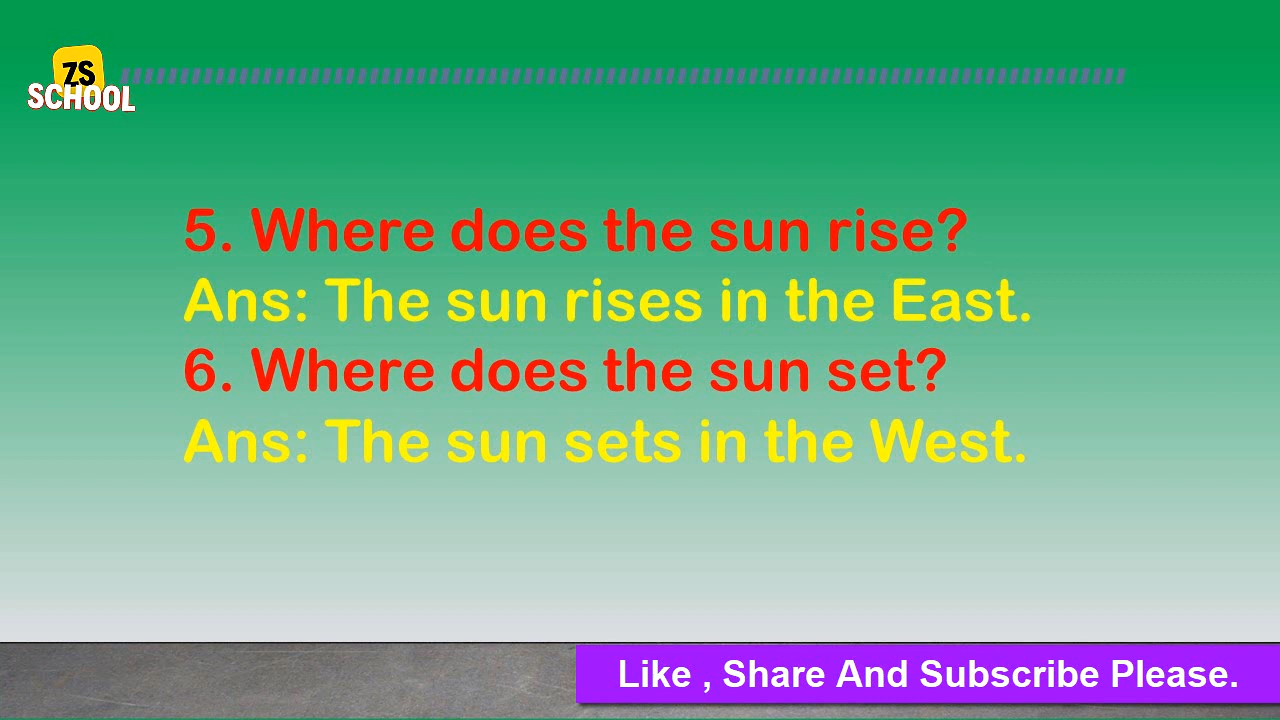 ZS
SCHOOL
5. Where does the sun rise?
Ans: The sun rises in the East.
6. Where does the sun set?
Ans: The sun sets in the West.
Like , Share And Subscribe Please.